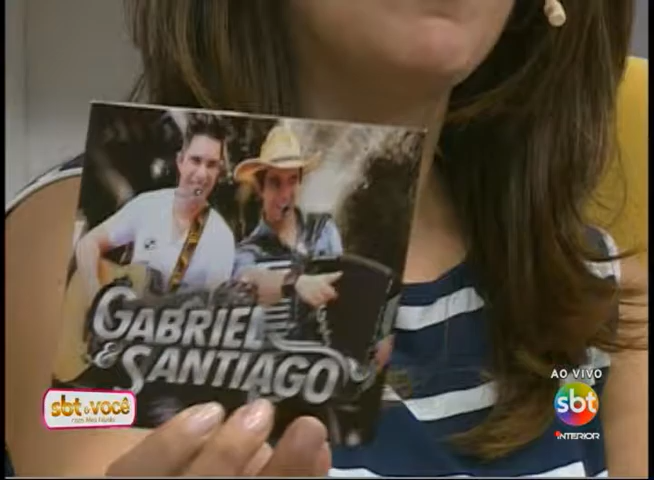 GABRIEL
& SANTIAGO
sbt & você
AO VIVO
sbt
INTERIOR